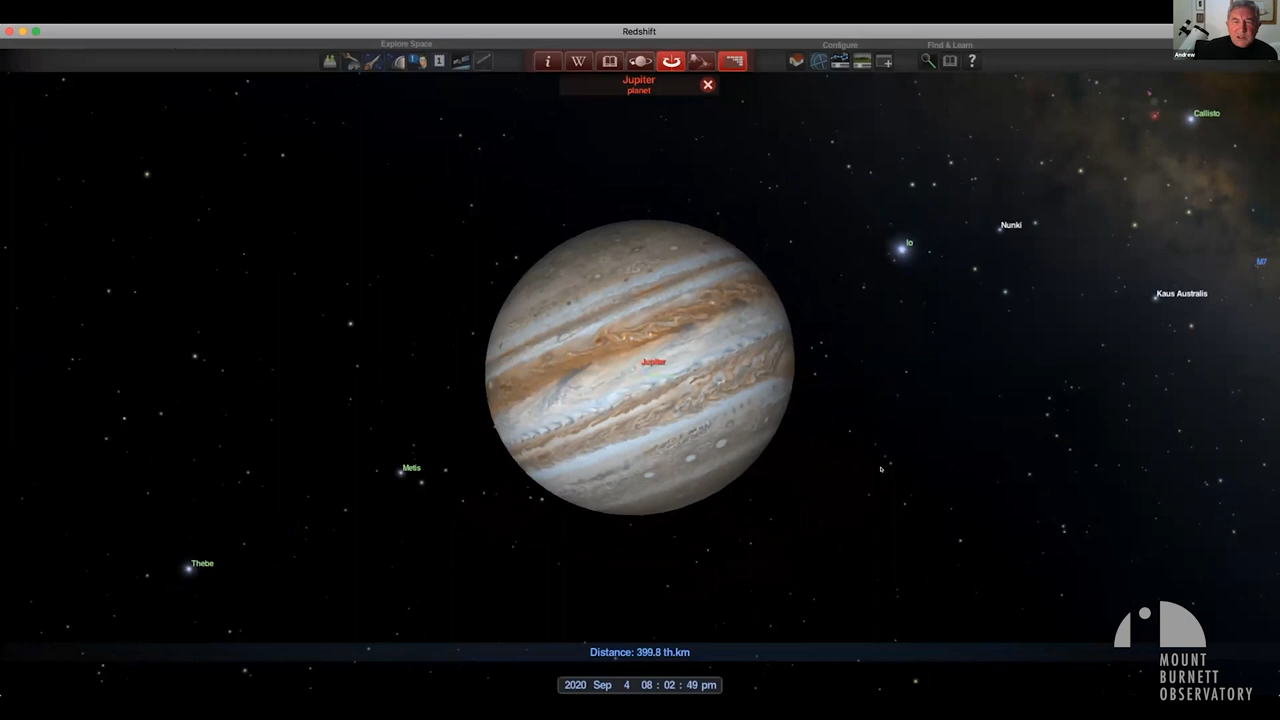 Redshift
Andrew
Explore Space
Configure
Find & Learn
i
W
1
?
Jupiter
planet
Callisto
Nunki
Io
M7
Kaus Australis
Jupiter
Metis
Thebe
Distance: 399.8 th.km
2020 Sep 4 08 : 02 : 49 pm
MOUNT
BURNETT
OBSERVATORY